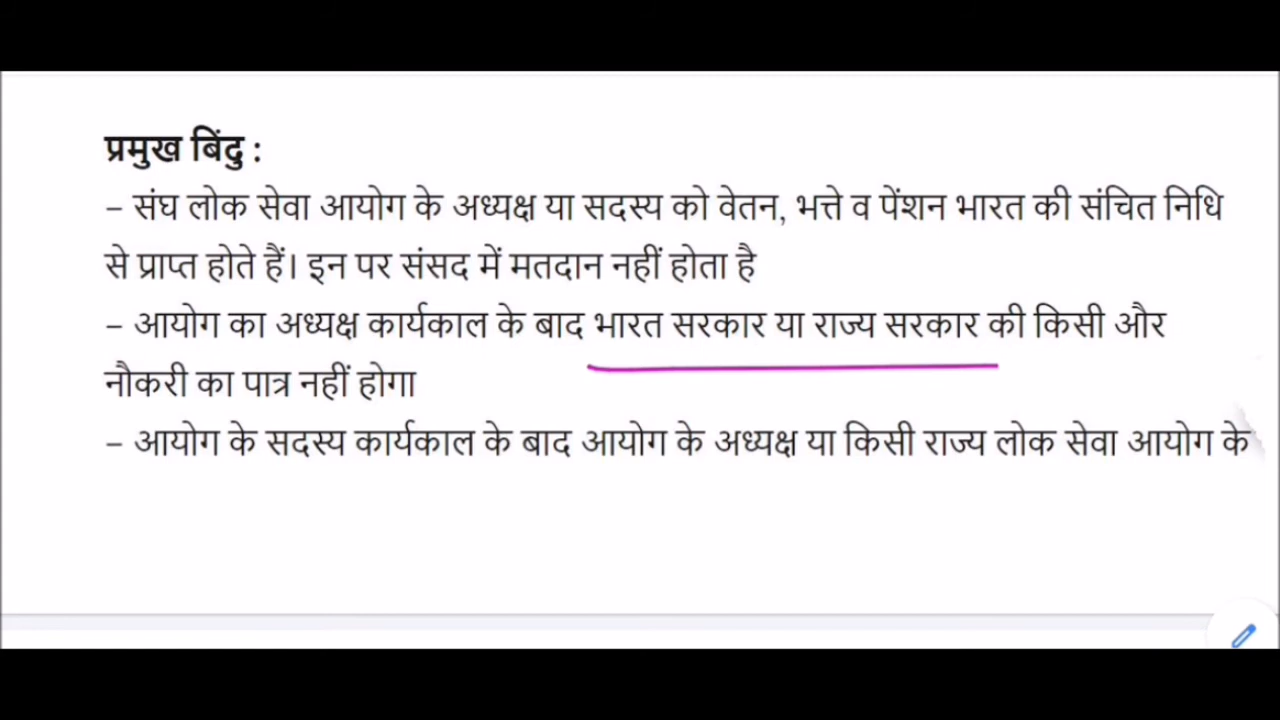 प्रमुख बिंदु :
– संघ लोक सेवा आयोग के अध्यक्ष या सदस्य को वेतन, भत्ते व पेंशन भारत की संचित निधि
से प्राप्त होते हैं। इन पर संसद में मतदान नहीं होता है
– आयोग का अध्यक्ष कार्यकाल के बाद भारत सरकार या राज्य सरकार की किसी और
नौकरी का पात्र नहीं होगा
– आयोग के सदस्य कार्यकाल के बाद आयोग के अध्यक्ष या किसी राज्य लोक सेवा आयोग के